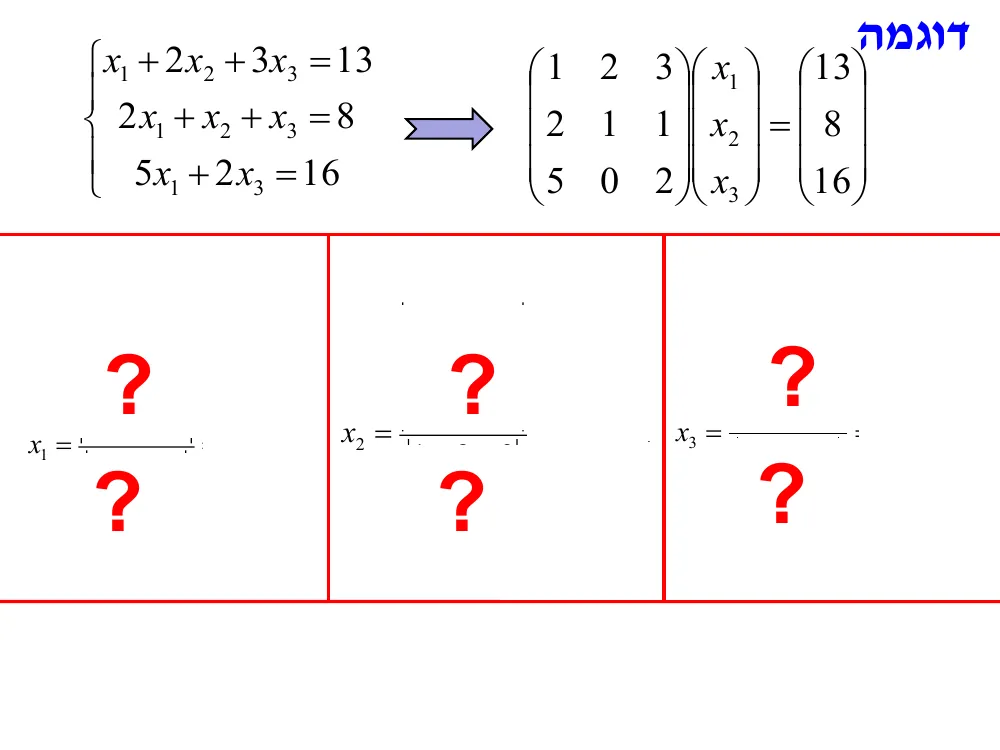 דוגמה
x₁ + 2x₂ + 3x₃ = 13
2x₁ + x₂ + x₃ = 8
5x₁ + 2x₃ = 16
1 2 3 x₁ 13
2 1 1 x₂ = 8
5 0 2 x₃ 16
? ? ?
x₁ = x₂ = x₃ = =
? ? ?